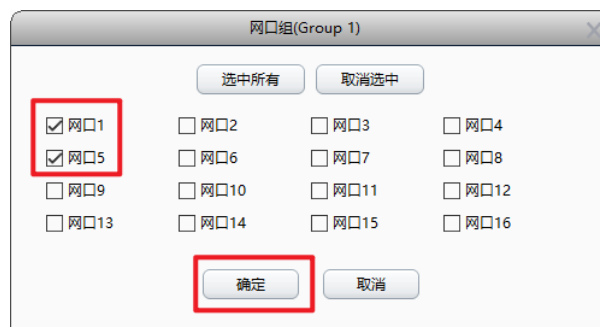 网口组(Group 1)
选中所有 取消选中
网口1 网口2 网口3 网口4
网口5 网口6 网口7 网口8
网口9 网口10 网口11 网口12
网口13 网口14 网口15 网口16
确定 取消